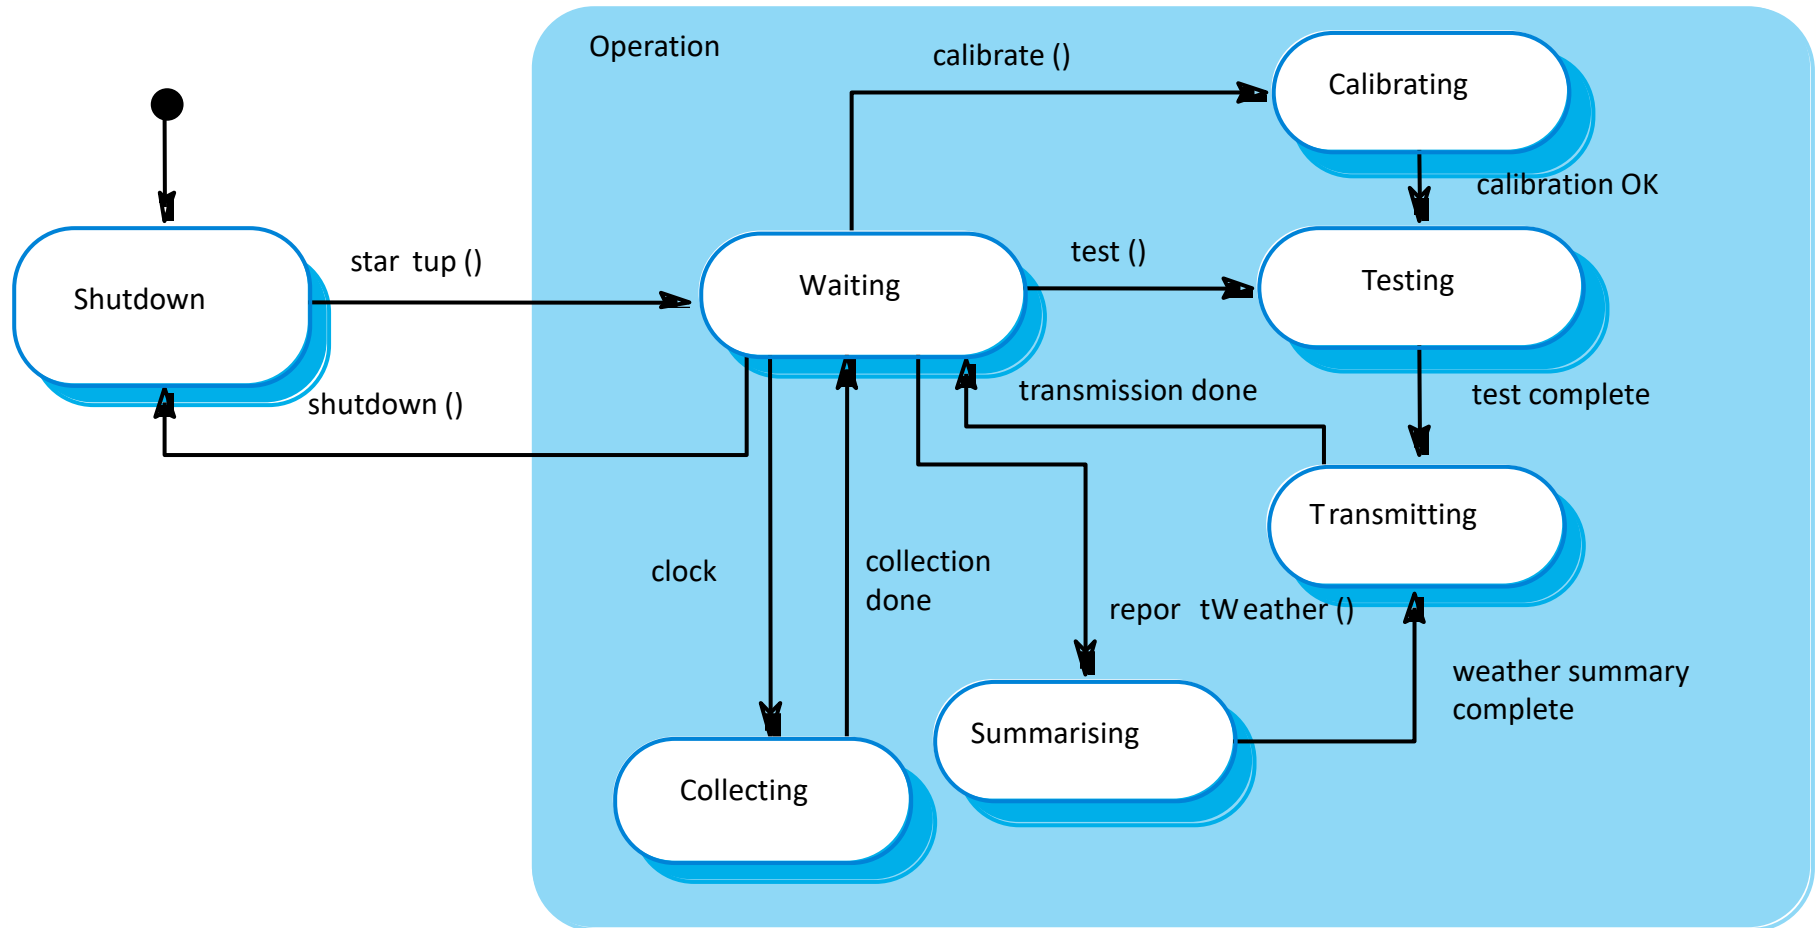 Operation
calibrate ()
Calibrating
calibration OK
star tup ()
test ()
Shutdown
Waiting
Testing
shutdown ()
transmission done
test complete
Transmitting
clock
collection
done
repor tWeather ()
weather summary
complete
Summarising
Collecting